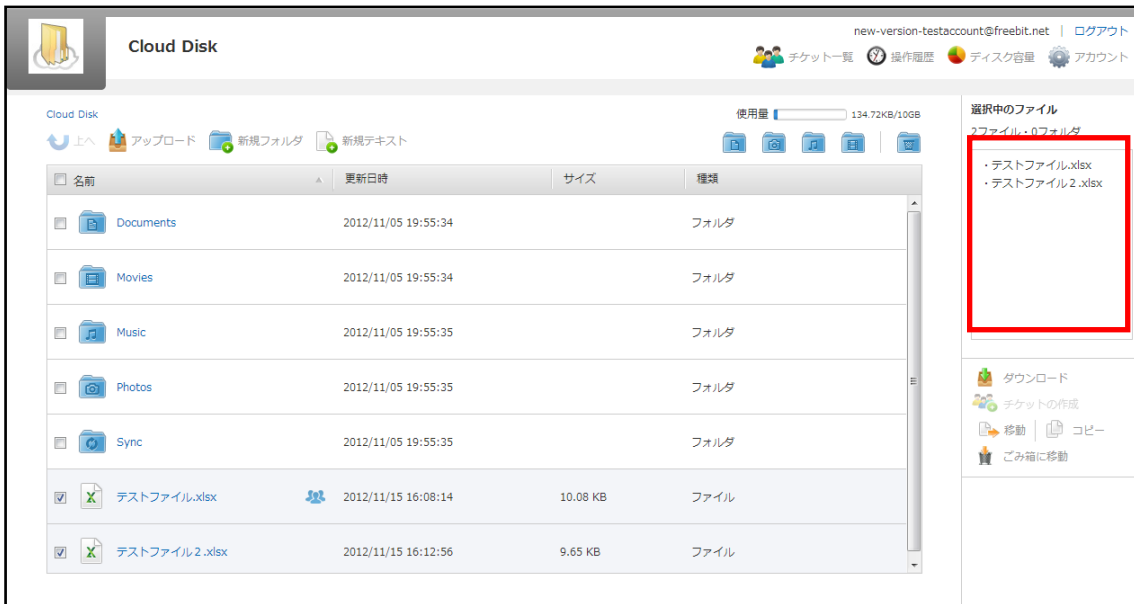 new-version-testaccount@freebit.net | ログアウト
Cloud Disk
チケット一覧 操作履歴 ディスク容量 アカウント
Cloud Disk
使用量 134.72KB/10GB
上へ アップロード 新規フォルダ 新規テキスト
名前 更新日時 サイズ 種類
Documents 2012/11/05 19:55:34 フォルダ
Movies 2012/11/05 19:55:34 フォルダ
Music 2012/11/05 19:55:35 フォルダ
Photos 2012/11/05 19:55:35 フォルダ
Sync 2012/11/05 19:55:35 フォルダ
テストファイル.xlsx 2012/11/15 16:08:14 10.08 KB ファイル
テストファイル２.xlsx 2012/11/15 16:12:56 9.65 KB ファイル
選択中のファイル
2ファイル・0フォルダ
・テストファイル.xlsx
・テストファイル２.xlsx
ダウンロード
チケットの作成
移動 | コピー
ごみ箱に移動